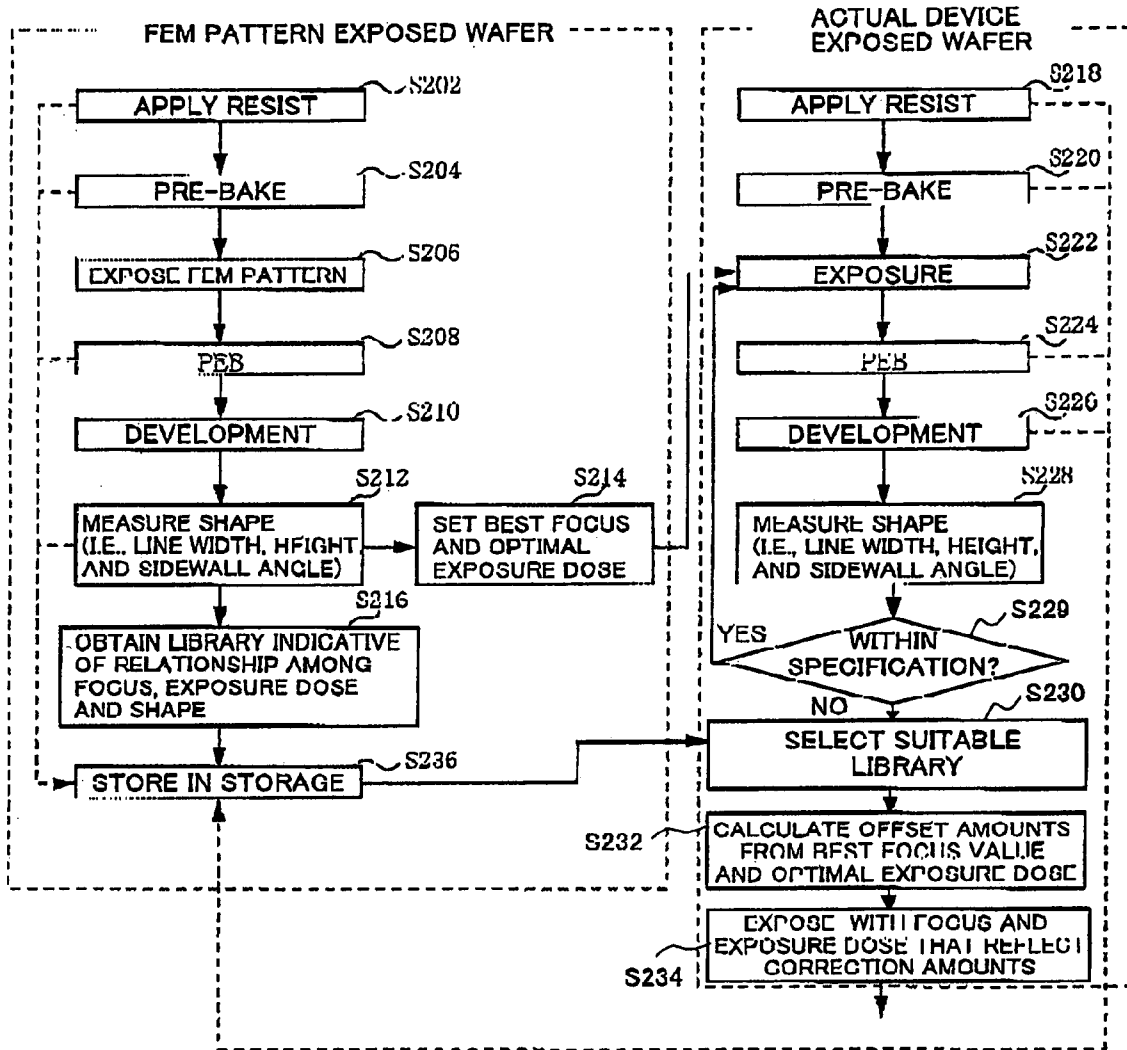 FEM PATTERN EXPOSED WAFER
S202
APPLY RESIST
S204
PRE-BAKE
S206
EXPOSE FEM PATTERN
S208
PEB
S210
DEVELOPMENT
S212
MEASURE SHAPE
(I.E., LINE WIDTH, HEIGHT,
AND SIDEWALL ANGLE)
S214
SET BEST FOCUS
AND OPTIMAL
EXPOSURE DOSE
S216
OBTAIN LIBRARY INDICATIVE
OF RELATIONSHIP AMONG
FOCUS, EXPOSURE DOSE
AND SHAPE
S236
STORE IN STORAGE
ACTUAL DEVICE
EXPOSED WAFER
S218
APPLY RESIST
S220
PRE-BAKE
S222
EXPOSURE
S224
PEB
S226
DEVELOPMENT
S228
MEASURE SHAPE
(I.E., LINE WIDTH, HEIGHT,
AND SIDEWALL ANGLE)
S229
YES
WITHIN
SPECIFICATION?
NO
S230
SELECT SUITABLE
LIBRARY
S232
CALCULATE OFFSET AMOUNTS
FROM BEST FOCUS VALUE
AND OPTIMAL EXPOSURE DOSE
EXPOSE WITH FOCUS AND
EXPOSURE DOSE THAT REFLECT
CORRECTION AMOUNTS
S234